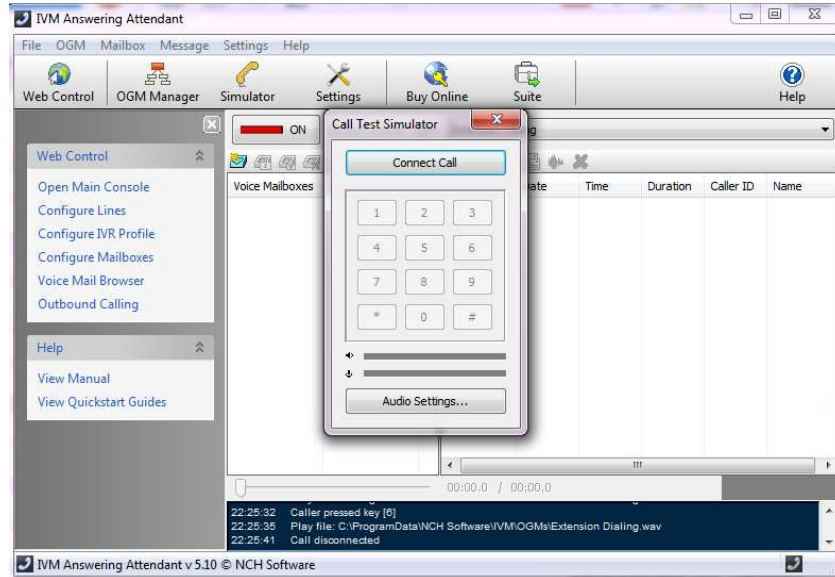 IVM Answering Attendant
File OGM Mailbox Message Settings Help
Web Control OGM Manager Simulator Settings Buy Online Suite Help
ON
Call Test Simulator
Connect Call
1 2 3
4 5 6
7 8 9
* 0 #
Audio Settings...
Web Control
Open Main Console
Configure Lines
Configure IVR Profile
Configure Mailboxes
Voice Mail Browser
Outbound Calling
Help
View Manual
View Quickstart Guides
Voice Mailboxes Time Duration Caller ID Name
00:00.0 / 00:00.0
22:25:32 Caller pressed key [6]
22:25:35 Play file: C:\ProgramData\NCH Software\IVM\OGMs\Extension Dialing.wav
22:25:41 Call disconnected
IVM Answering Attendant v 5.10 © NCH Software